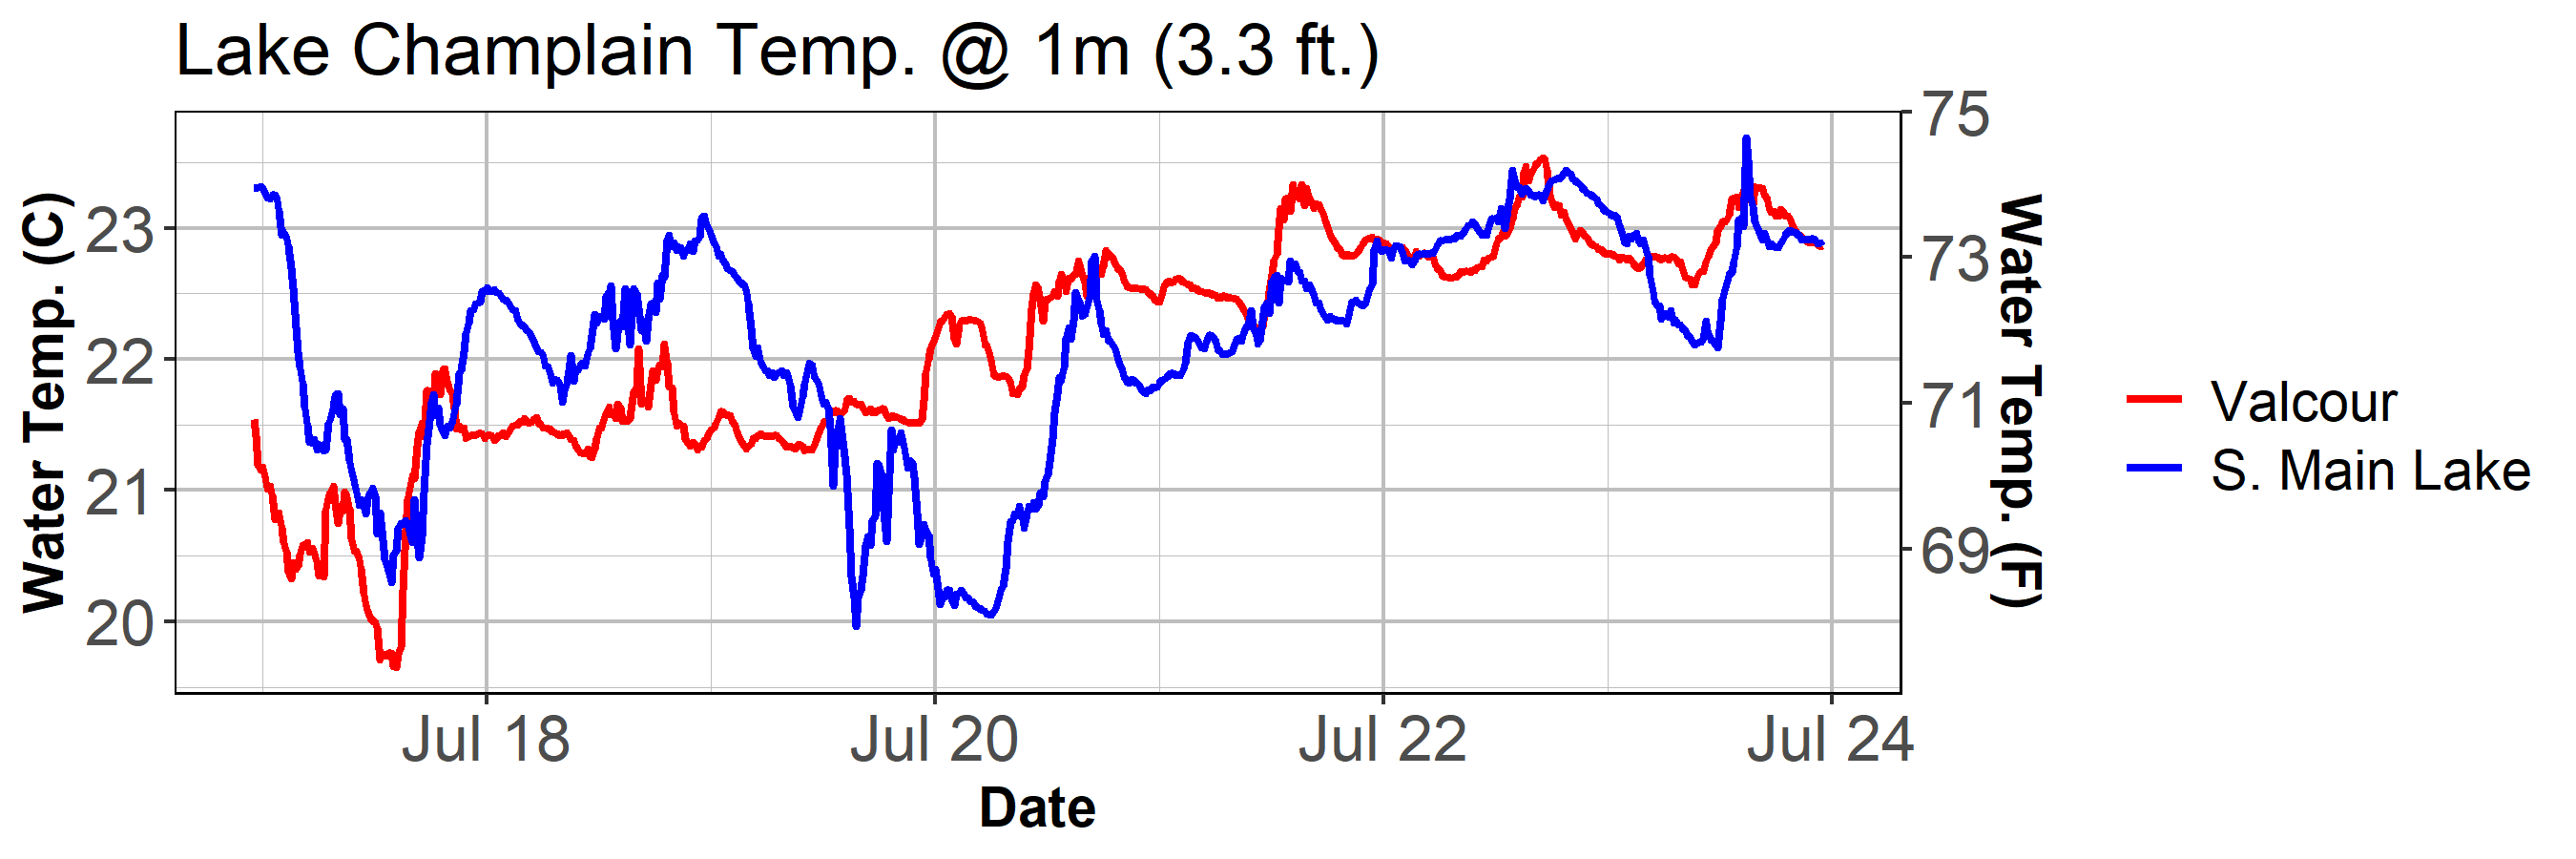 Lake Champlain Temp. @ 1m (3.3 ft.)
Water Temp. (C)
23
22
21
20
75
73
71
69
Water Temp. (F)
Jul 18
Jul 20
Jul 22
Jul 24
Date
Valcour
S. Main Lake